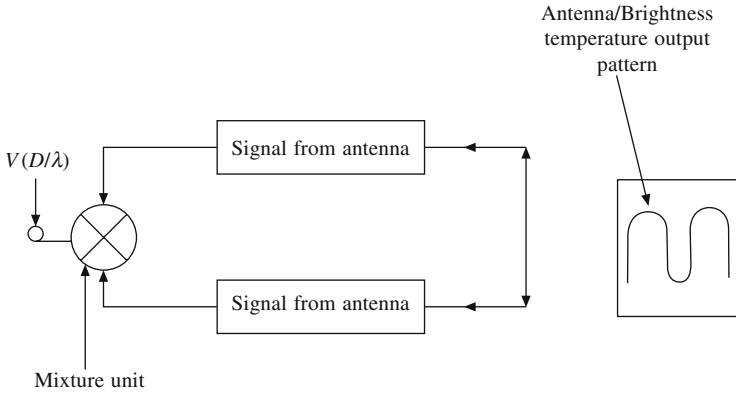 Antenna/Brightness
temperature output
pattern
Signal from antenna
V(D/λ)
Signal from antenna
Mixture unit